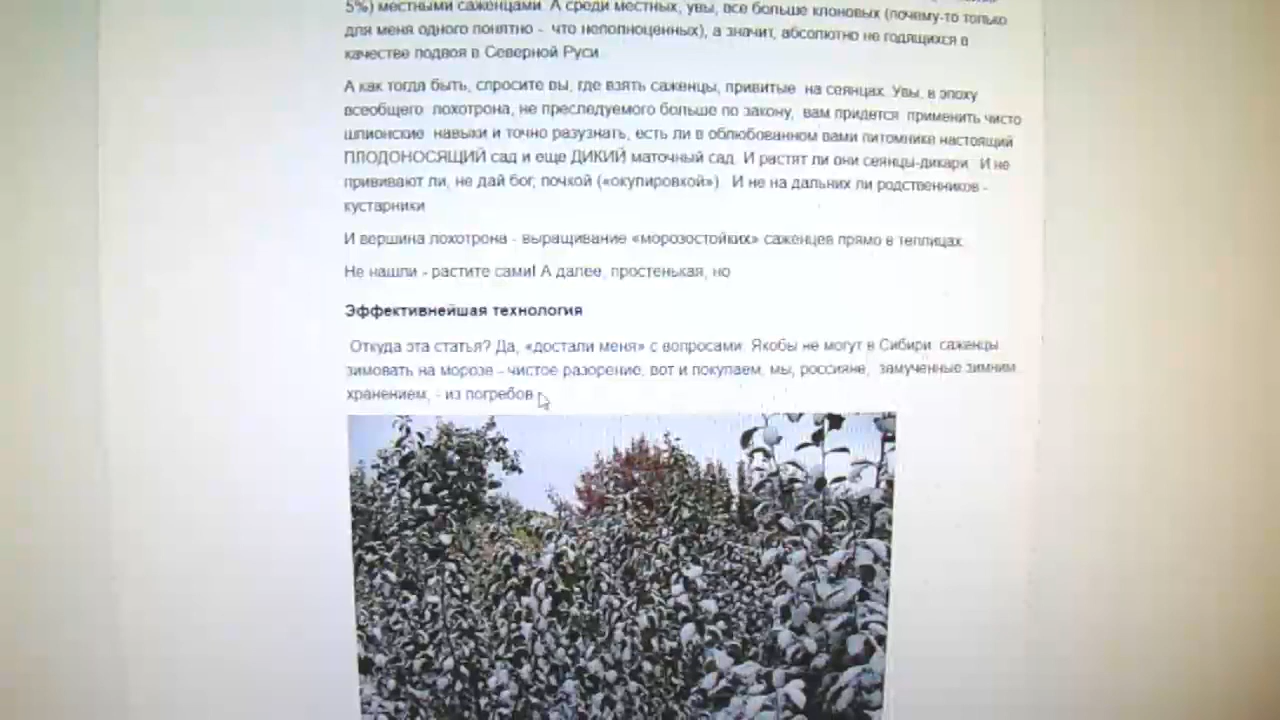 5%) местными саженцами. А среди местных, увы, все больше клоновых (почему-то только
для меня одного понятно - что неполноценных), а значит, абсолютно не годящихся в
качестве подвоя в Северной Руси.
А как тогда быть, спросите вы, где взять саженцы, привитые на сеянцах. Увы, в эпоху
всеобщего лохотрона, не преследуемого больше по закону, вам придется применить чисто
шпионские навыки и точно разузнать, есть ли в облюбованном вами питомнике настоящий
ПЛОДОНОСЯЩИЙ сад и еще ДИКИЙ маточный сад. И растят ли они сеянцы-дикари. И не
прививают ли, не дай бог, почкой («окупировкой»). И не на дальних ли родственников -
кустарники
И вершина лохотрона - выращивание «морозостойких» саженцев прямо в теплицах.
Не нашли - растите сами! А далее, простенькая, но
Эффективнейшая технология
Откуда эта статья? Да, «достали меня» с вопросами. Якобы не могут в Сибири саженцы
зимовать на морозе - чистое разорение, вот и покупаем, мы, россияне, замученные зимним
хранением, - из погребов